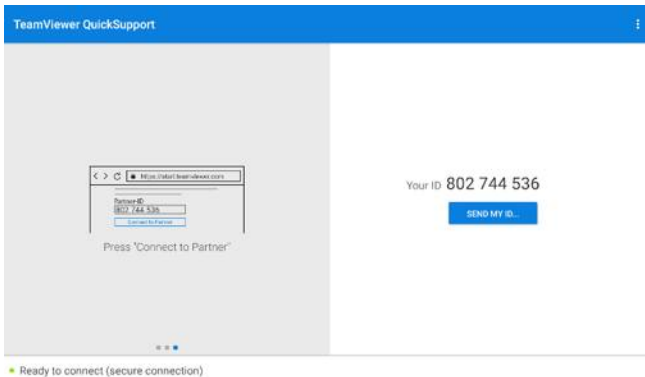 TeamViewer QuickSupport
https://start.teamviewer.com
Partner-ID
802 744 536
Connect to Partner
Press "Connect to Partner"
Your ID 802 744 536
SEND MY ID...
Ready to connect (secure connection)